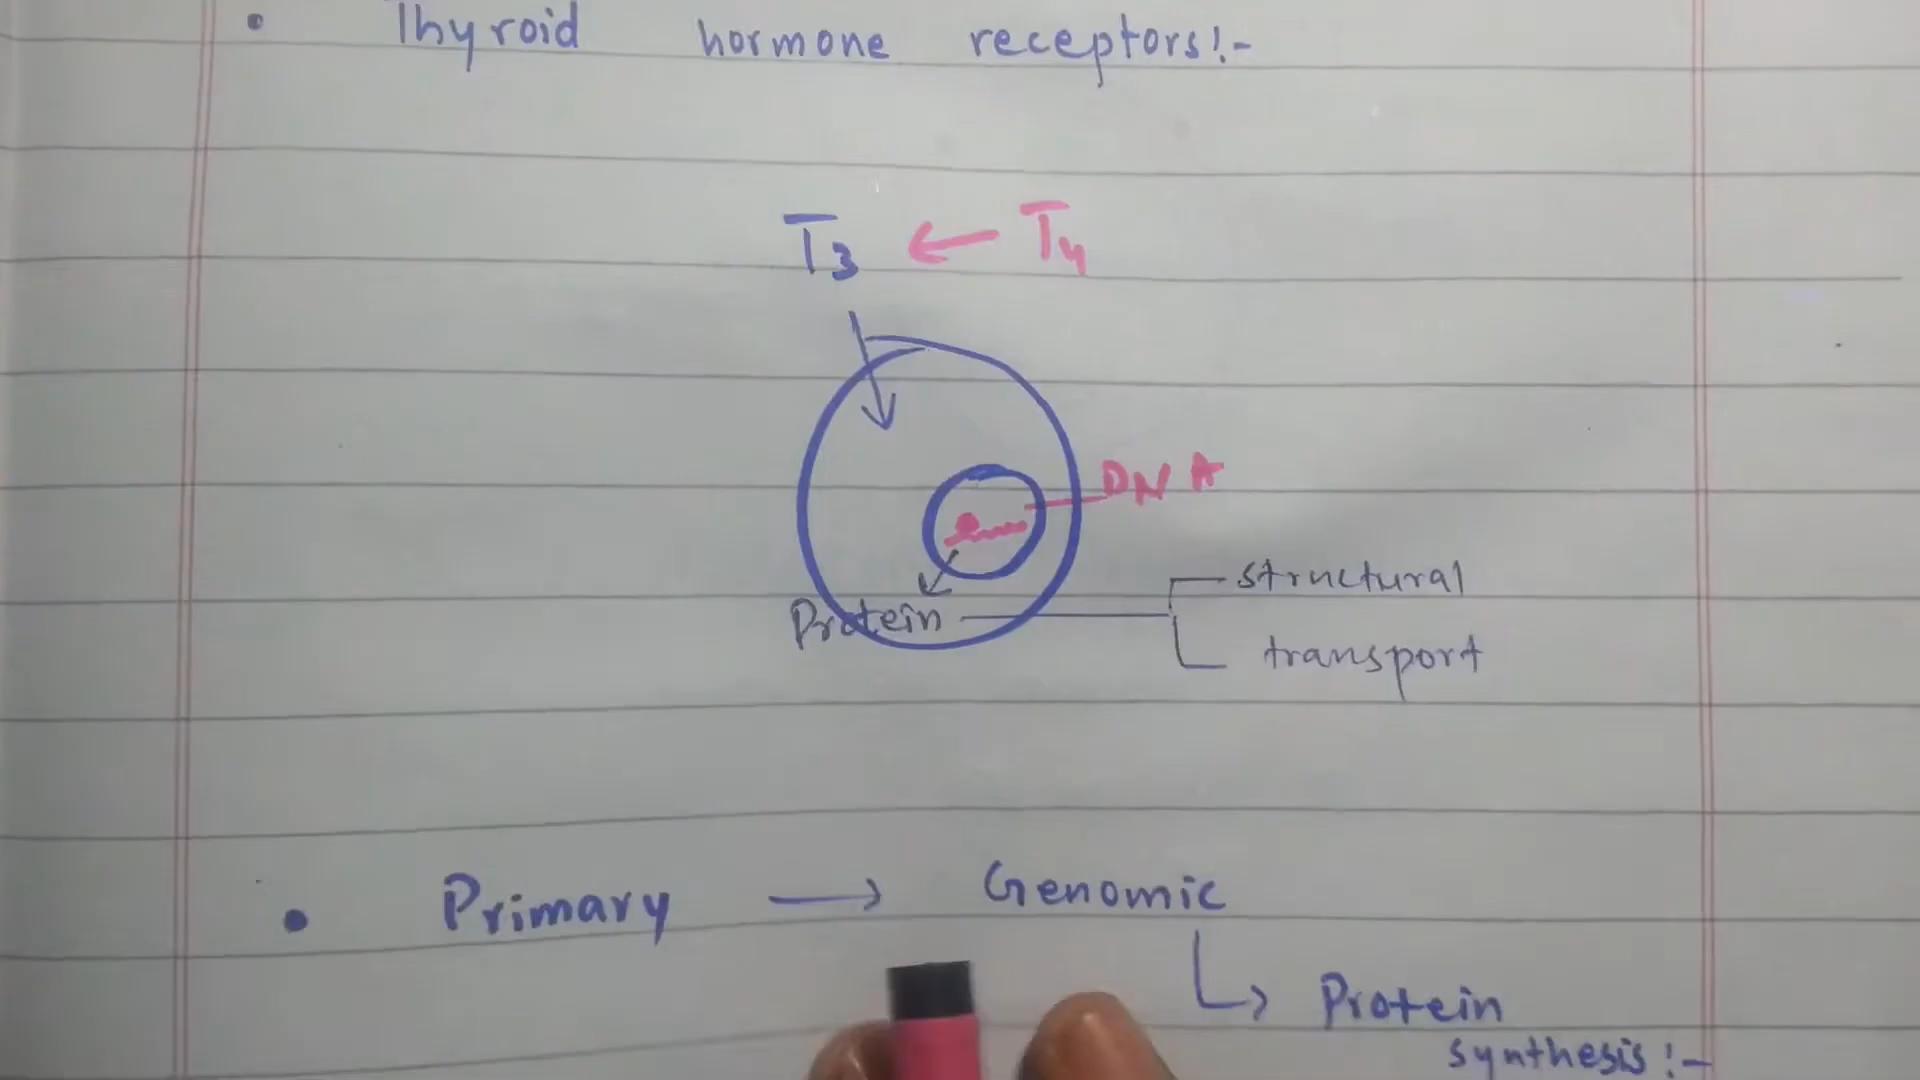 • Thyroid hormone receptors:-
T3 ← T4
DNA
structural
Protein
transport
• Primary → Genomic
↳ Protein
synthesis:-